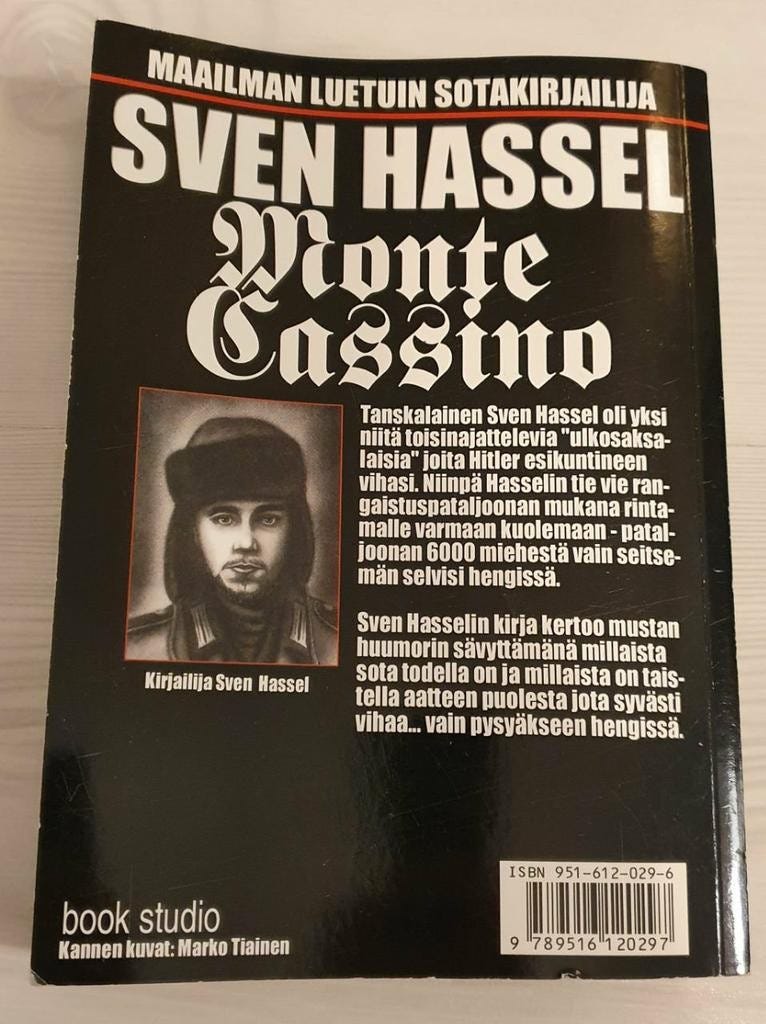 MAAILMAN LUETUIN SOTAKIRJAILIJA
SVEN HASSEL
Monte
Cassino
Tanskalainen Sven Hassel oli yksi
niitä toisinajattelevia "ulkosaksa-
laisia" joita Hitler esikuntineen
vihasi. Niinpä Hasselin tie vie ran-
gaistuspataljoonan mukana rinta-
malle varmaan kuolemaan - patal-
joonan 6000 miehestä vain seitse-
män selvisi hengissä.
Sven Hasselin kirja kertoo mustan
huumorin sävyttämänä millaista
sota todella on ja millaista on tais-
tella aatteen puolesta jota syvästi
vihaa... vain pysyäkseen hengissä.
Kirjailija Sven Hassel
book studio
Kannen kuvat: Marko Tiainen
ISBN 951-612-029-6
9 789516 120297